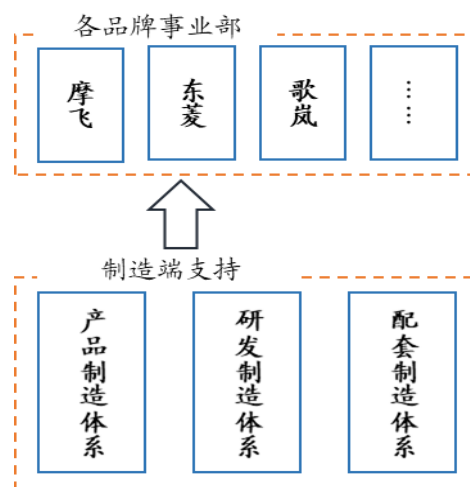 各品牌事业部
摩飞
东菱
歌岚
……
制造端支持
产品制造体系
研发制造体系
配套制造体系